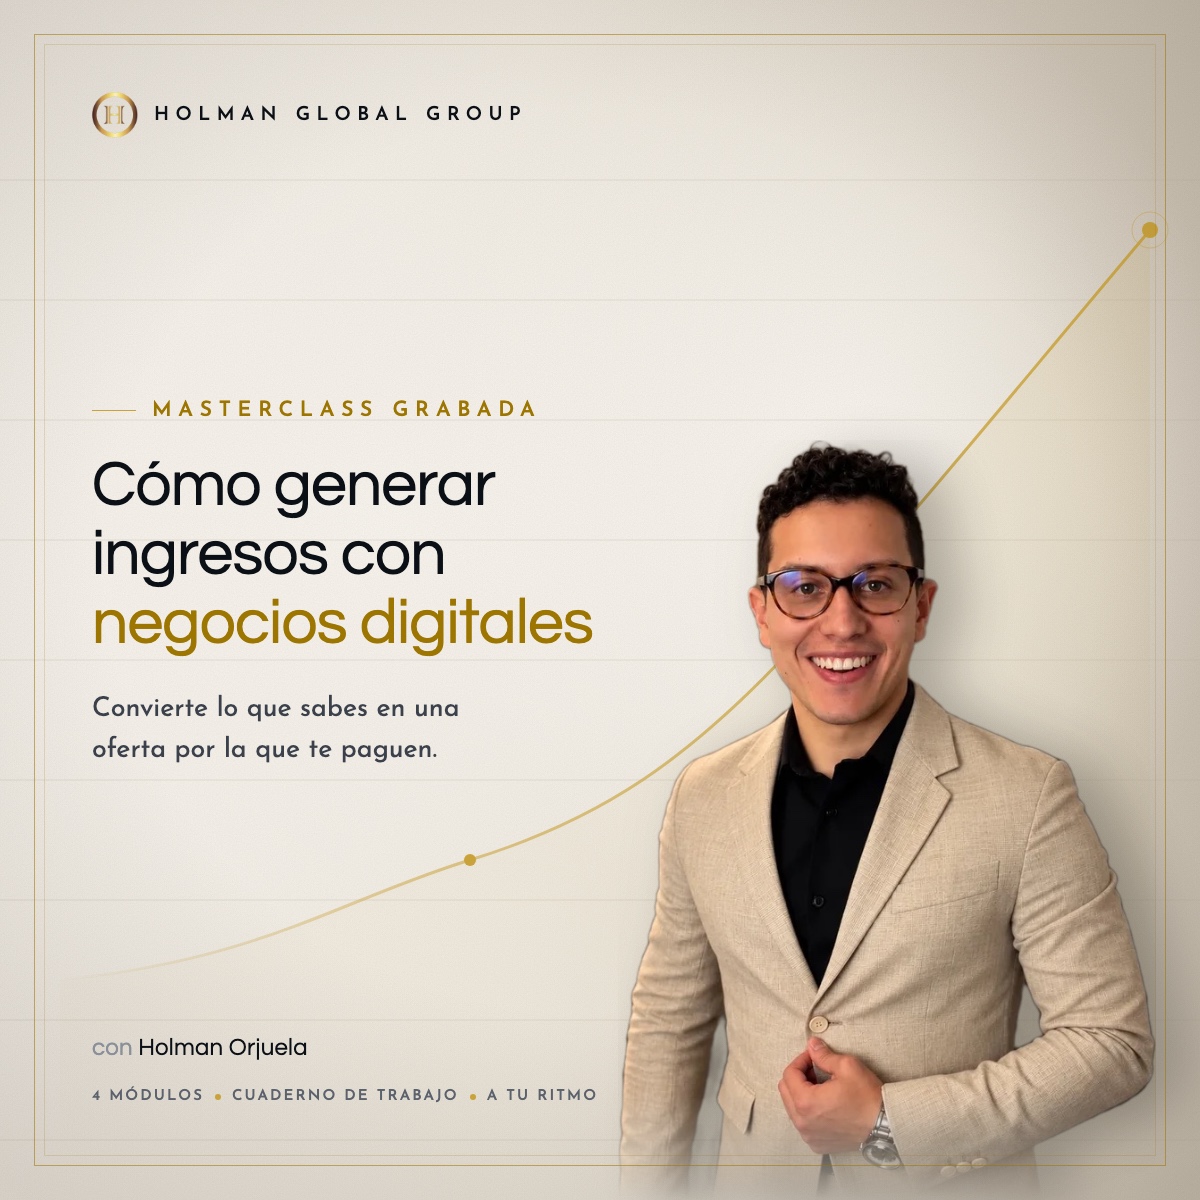 H
HOLMAN GLOBAL GROUP
MASTERCLASS GRABADA
Cómo generar
ingresos con
negocios digitales
Convierte lo que sabes en una
oferta por la que te paguen.
con Holman Orjuela
4 MÓDULOS • CUADERNO DE TRABAJO • A TU RITMO